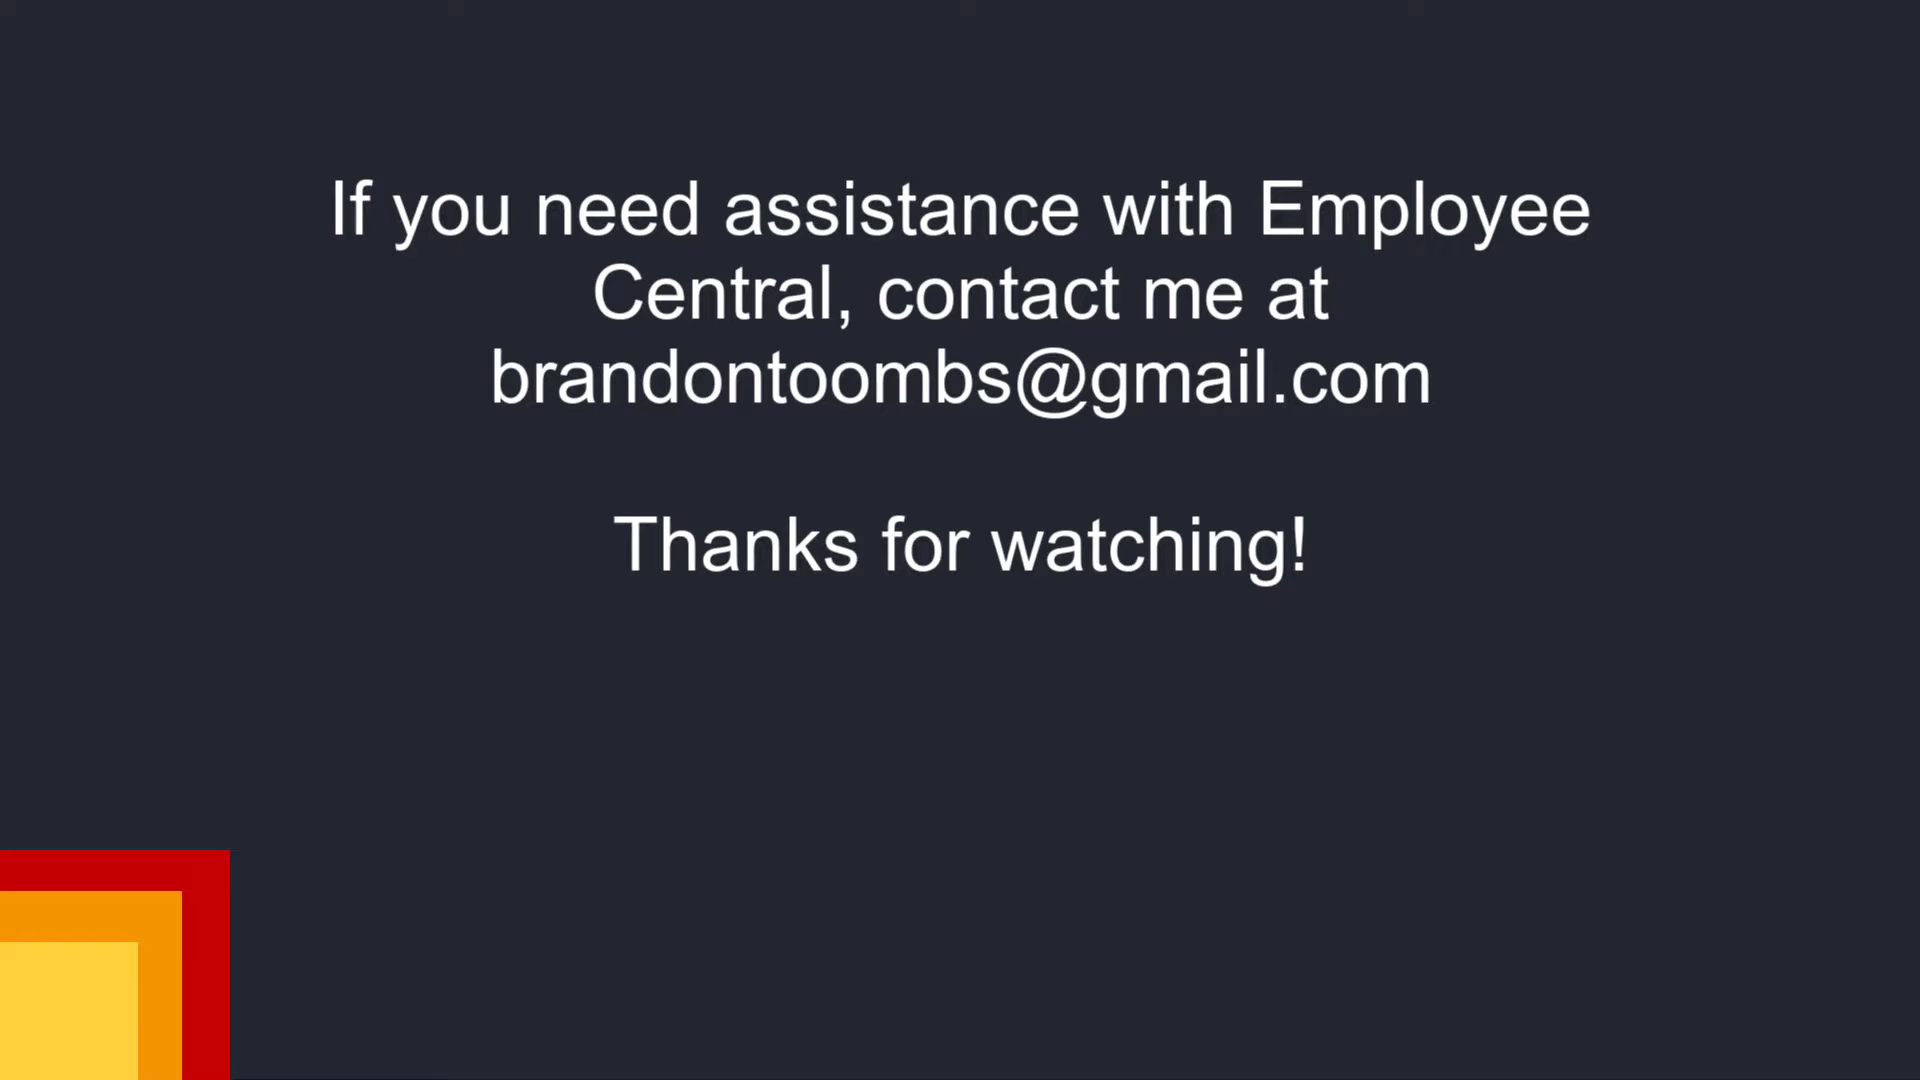 If you need assistance with Employee
Central, contact me at
brandontoombs@gmail.com
Thanks for watching!